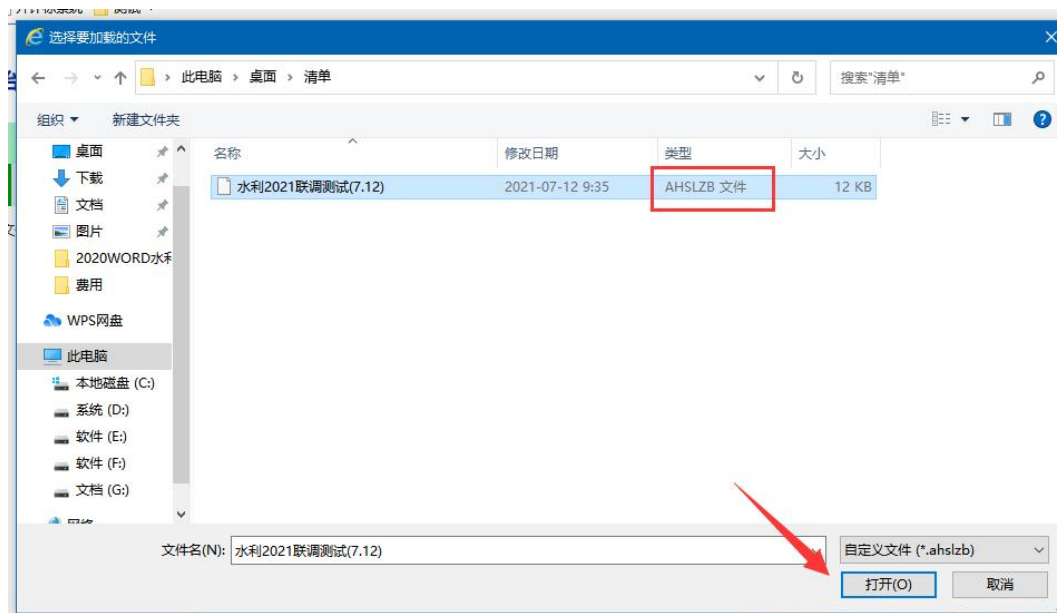 选择要加载的文件
此电脑 › 桌面 › 清单
搜索"清单"
组织 新建文件夹
名称 修改日期 类型 大小
桌面
水利2021联调测试(7.12) 2021-07-12 9:35 AHSLZB 文件 12 KB
下载
文档
图片
2020WORD水利
费用
WPS网盘
此电脑
本地磁盘 (C:)
系统 (D:)
软件 (E:)
软件 (F:)
文档 (G:)
文件名(N): 水利2021联调测试(7.12) 自定义文件 (*.ahslzb)
打开(O) 取消